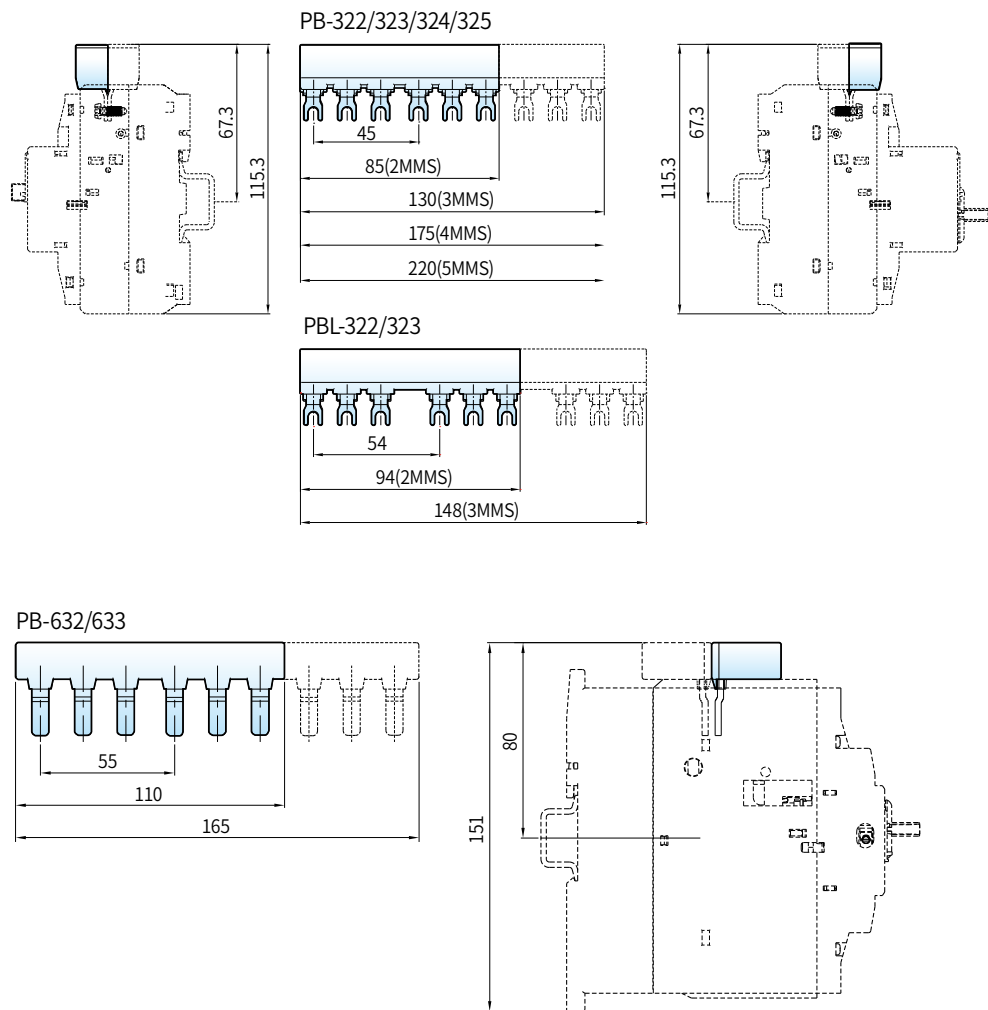 PB-322/323/324/325
67.3
115.3
45
85(2MMS)
130(3MMS)
175(4MMS)
220(5MMS)
67.3
115.3
PBL-322/323
54
94(2MMS)
148(3MMS)
PB-632/633
55
110
165
80
151